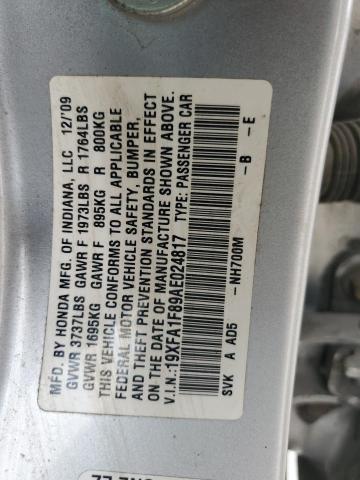 MFD. BY HONDA MFG. OF INDIANA, LLC 12/'09
GVWR 3737LBS GAWR F 1973LBS R 1764LBS
GVWR 1695KG GAWR F 895KG R 800KG
THIS VEHICLE CONFORMS TO ALL APPLICABLE
FEDERAL MOTOR VEHICLE SAFETY, BUMPER,
AND THEFT PREVENTION STANDARDS IN EFFECT
ON THE DATE OF MANUFACTURE SHOWN ABOVE.
V.I.N.:19XFA1F89AE024817 TYPE:PASSENGER CAR
-NH700M -B -E
SVK A AD5